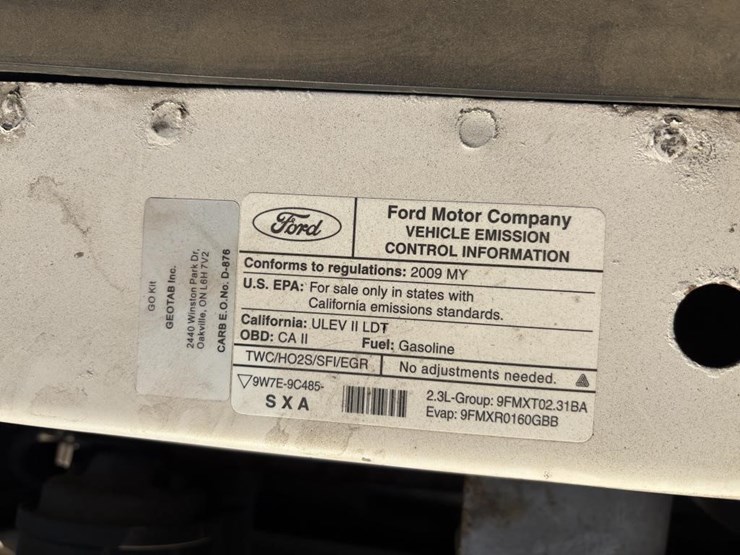 GO Kit
GEOTAB Inc.
2440 Winston Park Dr,
Oakville, ON L6H 7V2
CARB E.O.No. D-876
Ford
Ford Motor Company
VEHICLE EMISSION
CONTROL INFORMATION
Conforms to regulations: 2009 MY
U.S. EPA: For sale only in states with
California emissions standards.
California: ULEV II LDT
OBD: CA II Fuel: Gasoline
TWC/HO2S/SFI/EGR No adjustments needed.
9W7E-9C485-
SXA
2.3L-Group: 9FMXT02.31BA
Evap: 9FMXR0160GBB